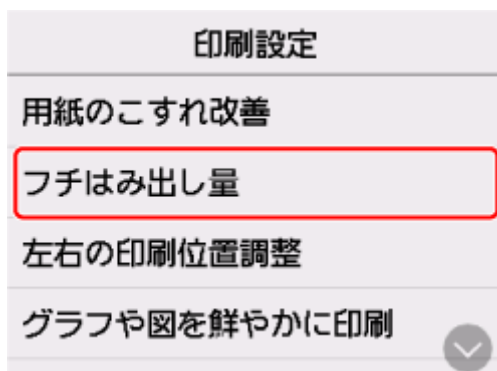 印刷設定
用紙のこすれ改善
フチはみ出し量
左右の印刷位置調整
グラフや図を鮮やかに印刷